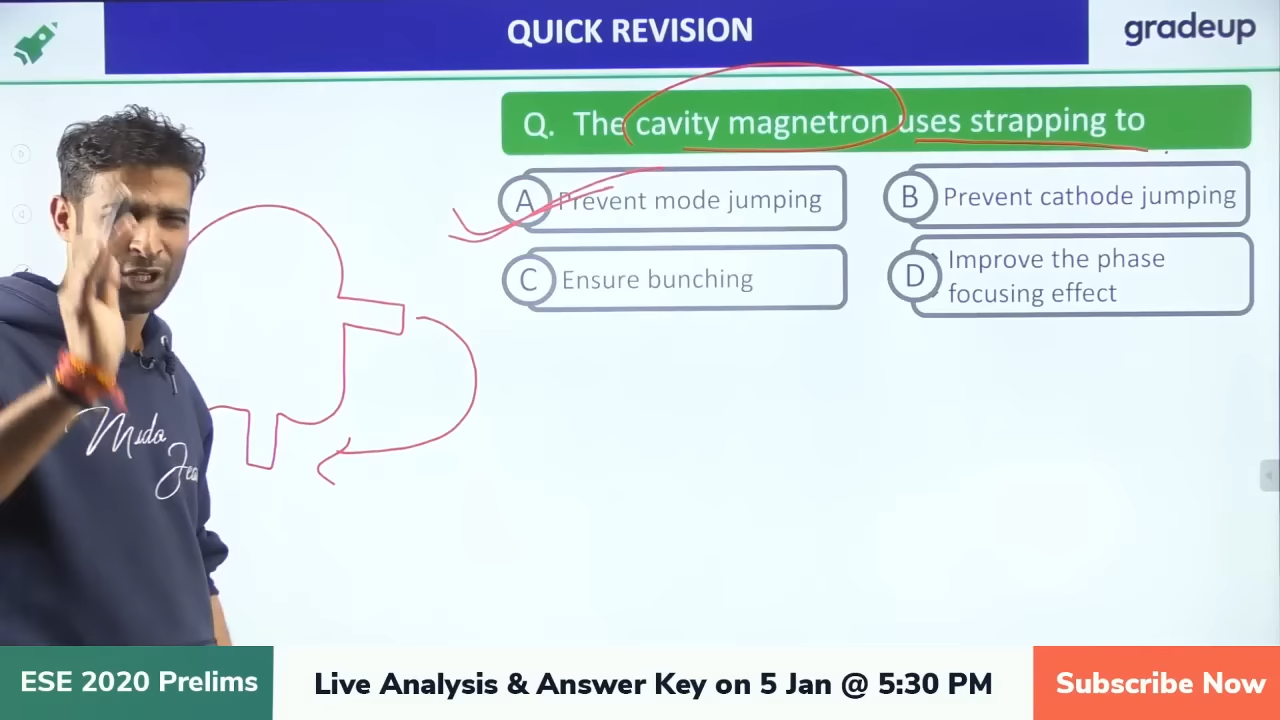 QUICK REVISION
gradeup
Q. The cavity magnetron uses strapping to
A Prevent mode jumping
B Prevent cathode jumping
C Ensure bunching
D Improve the phase
focusing effect
ESE 2020 Prelims
Live Analysis & Answer Key on 5 Jan @ 5:30 PM
Subscribe Now